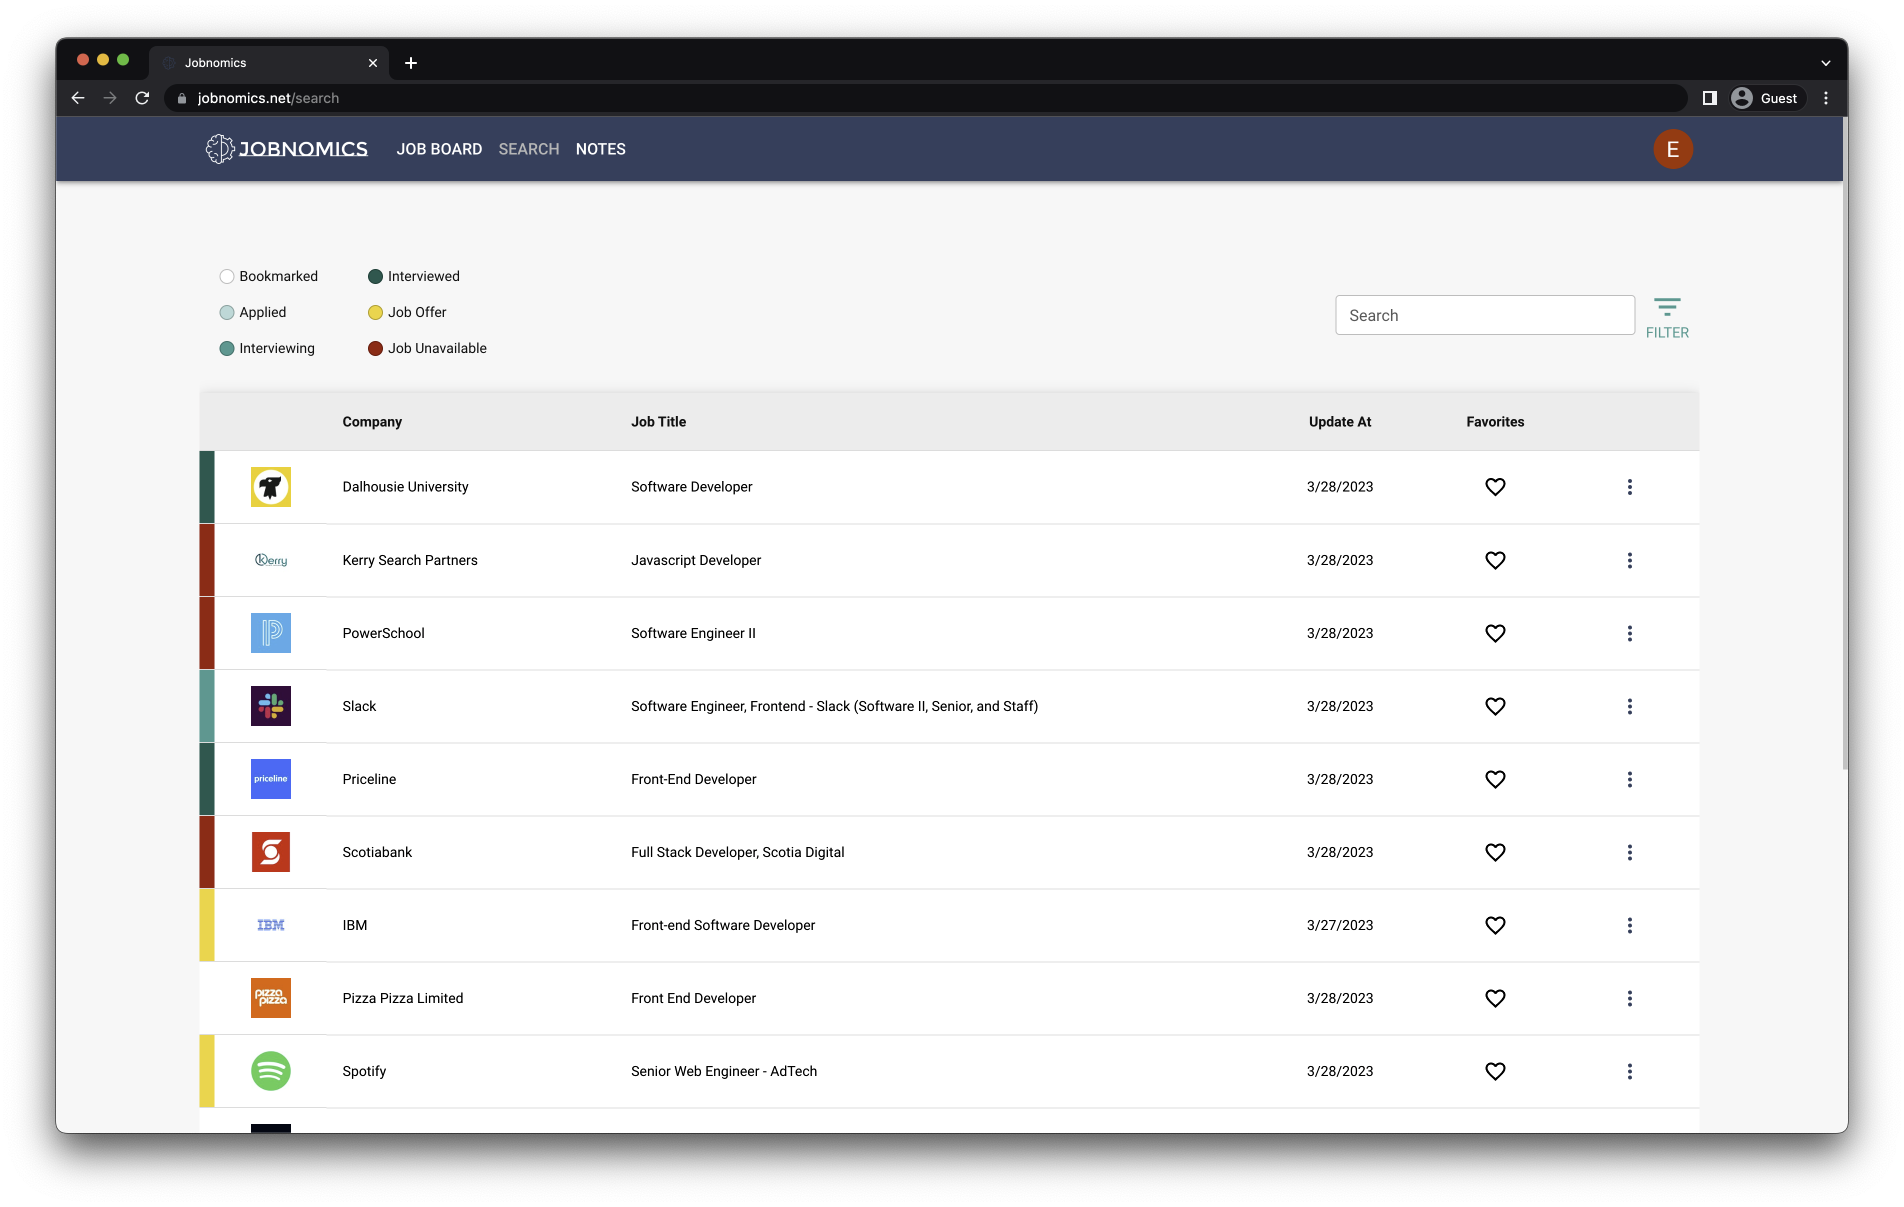 Jobnomics
jobnomics.net/search
Guest
JOBNOMICS JOB BOARD SEARCH NOTES E
Bookmarked Interviewed
Applied Job Offer
Interviewing Job Unavailable
Search
FILTER
Company Job Title Update At Favorites
Dalhousie University Software Developer 3/28/2023
Kerry Kerry Search Partners Javascript Developer 3/28/2023
P PowerSchool Software Engineer II 3/28/2023
Slack Software Engineer, Frontend - Slack (Software II, Senior, and Staff) 3/28/2023
priceline Priceline Front-End Developer 3/28/2023
S Scotiabank Full Stack Developer, Scotia Digital 3/28/2023
IBM IBM Front-end Software Developer 3/27/2023
pizza pizza Pizza Pizza Limited Front End Developer 3/28/2023
Spotify Senior Web Engineer - AdTech 3/28/2023